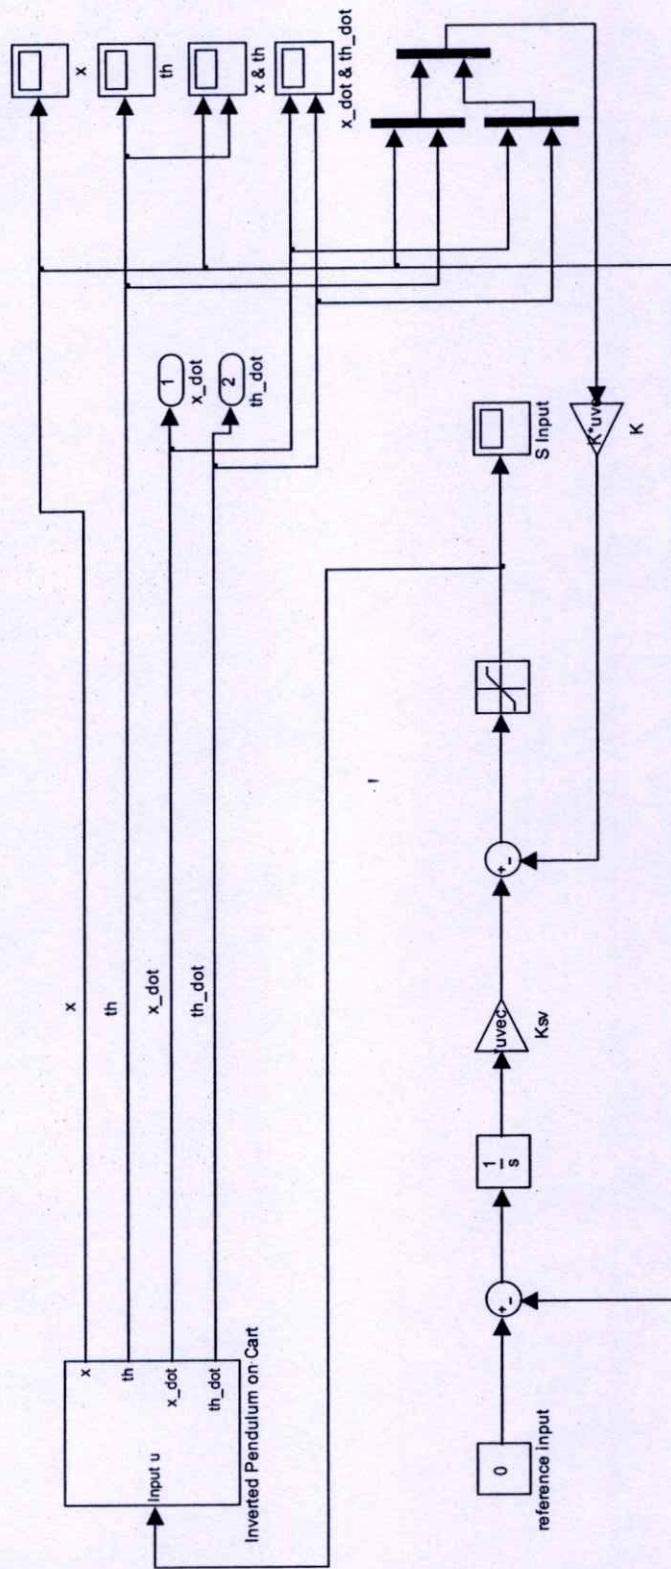 x
th
x & th
x_dot & th_dot
1
x_dot
2
th_dot
S Input
K*uve
K
x
th
x_dot
th_dot
+
-
uvec
Ksv
1
s
+
-
x
th
x_dot
th_dot
Input u
Inverted Pendulum on Cart
0
reference input